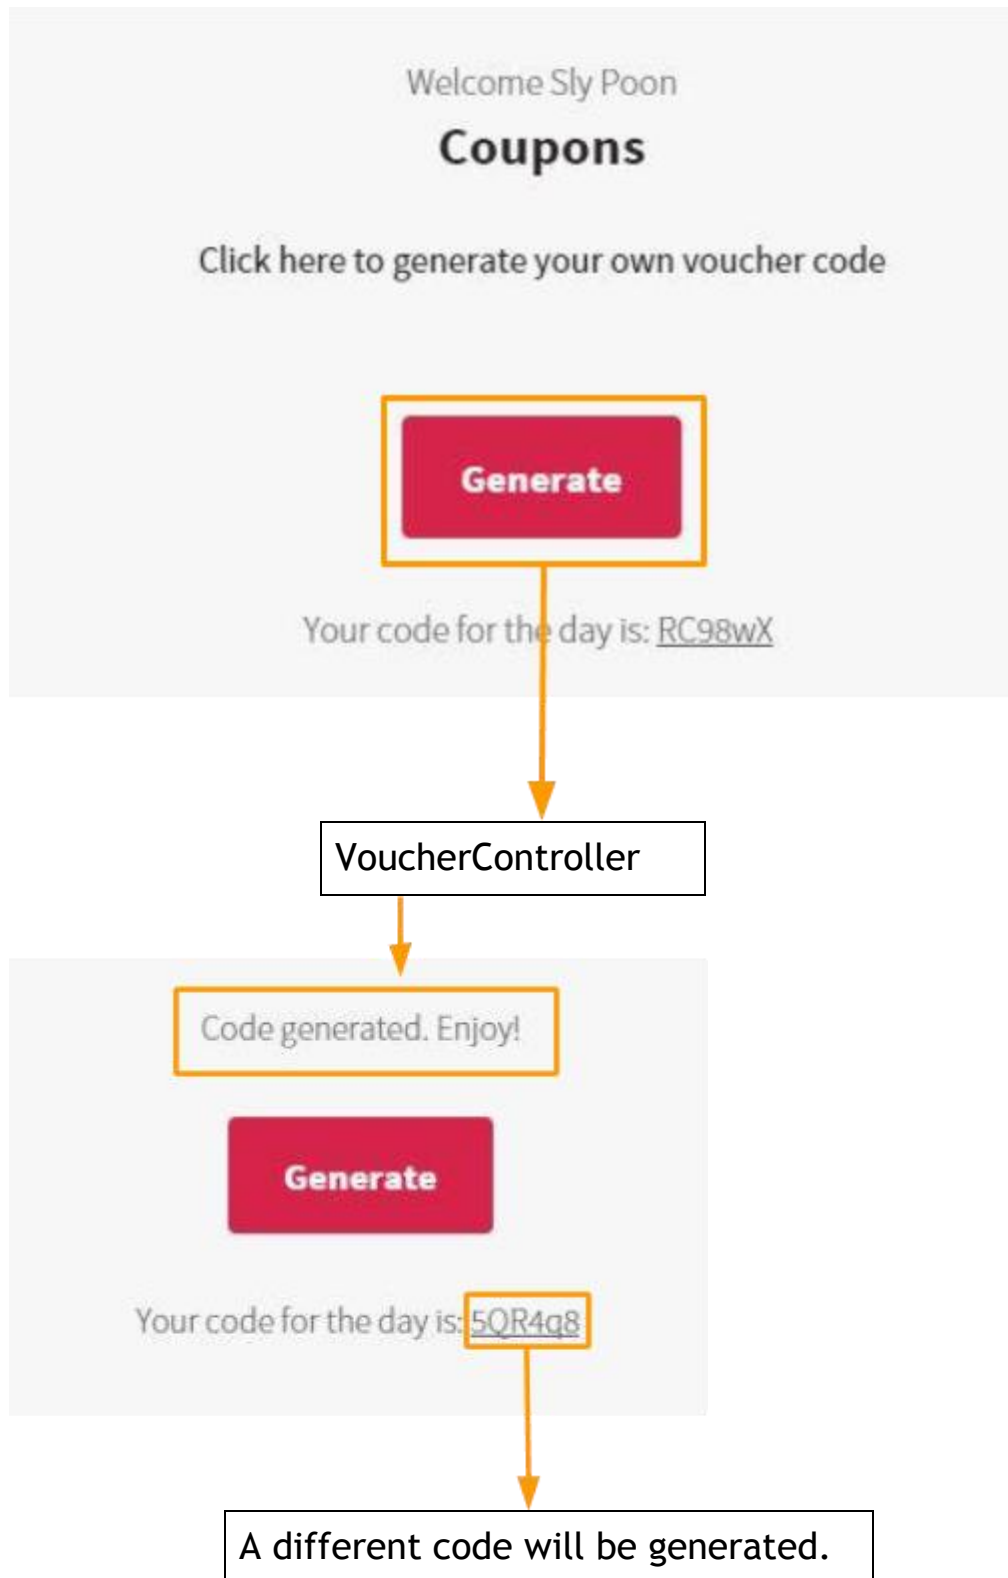 Welcome Sly Poon
Coupons
Click here to generate your own voucher code
Generate
Your code for the day is: RC98wX
VoucherController
Code generated. Enjoy!
Generate
Your code for the day is: 5QR4q8
A different code will be generated.